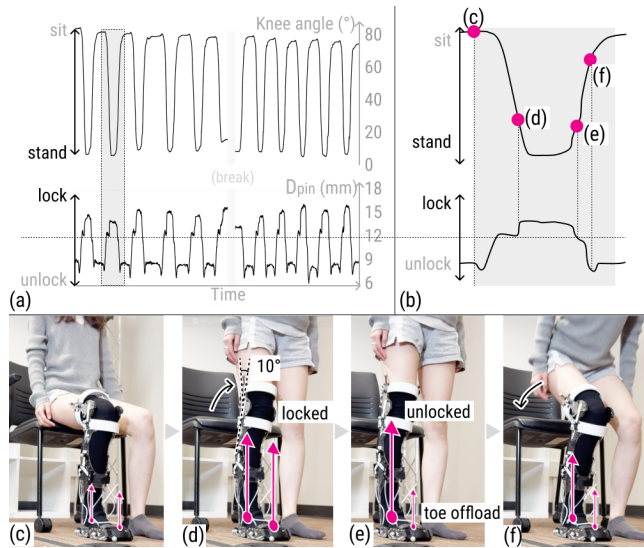 sit
Knee angle (°)
80
60
40
20
0
stand
(break)
lock
Dpin (mm)
18
15
12
9
6
unlock
(a)
Time
(c)
sit
(f)
(d)
(e)
stand
lock
unlock
(b)
10°
locked
unlocked
toe offload
(c)
(d)
(e)
(f)